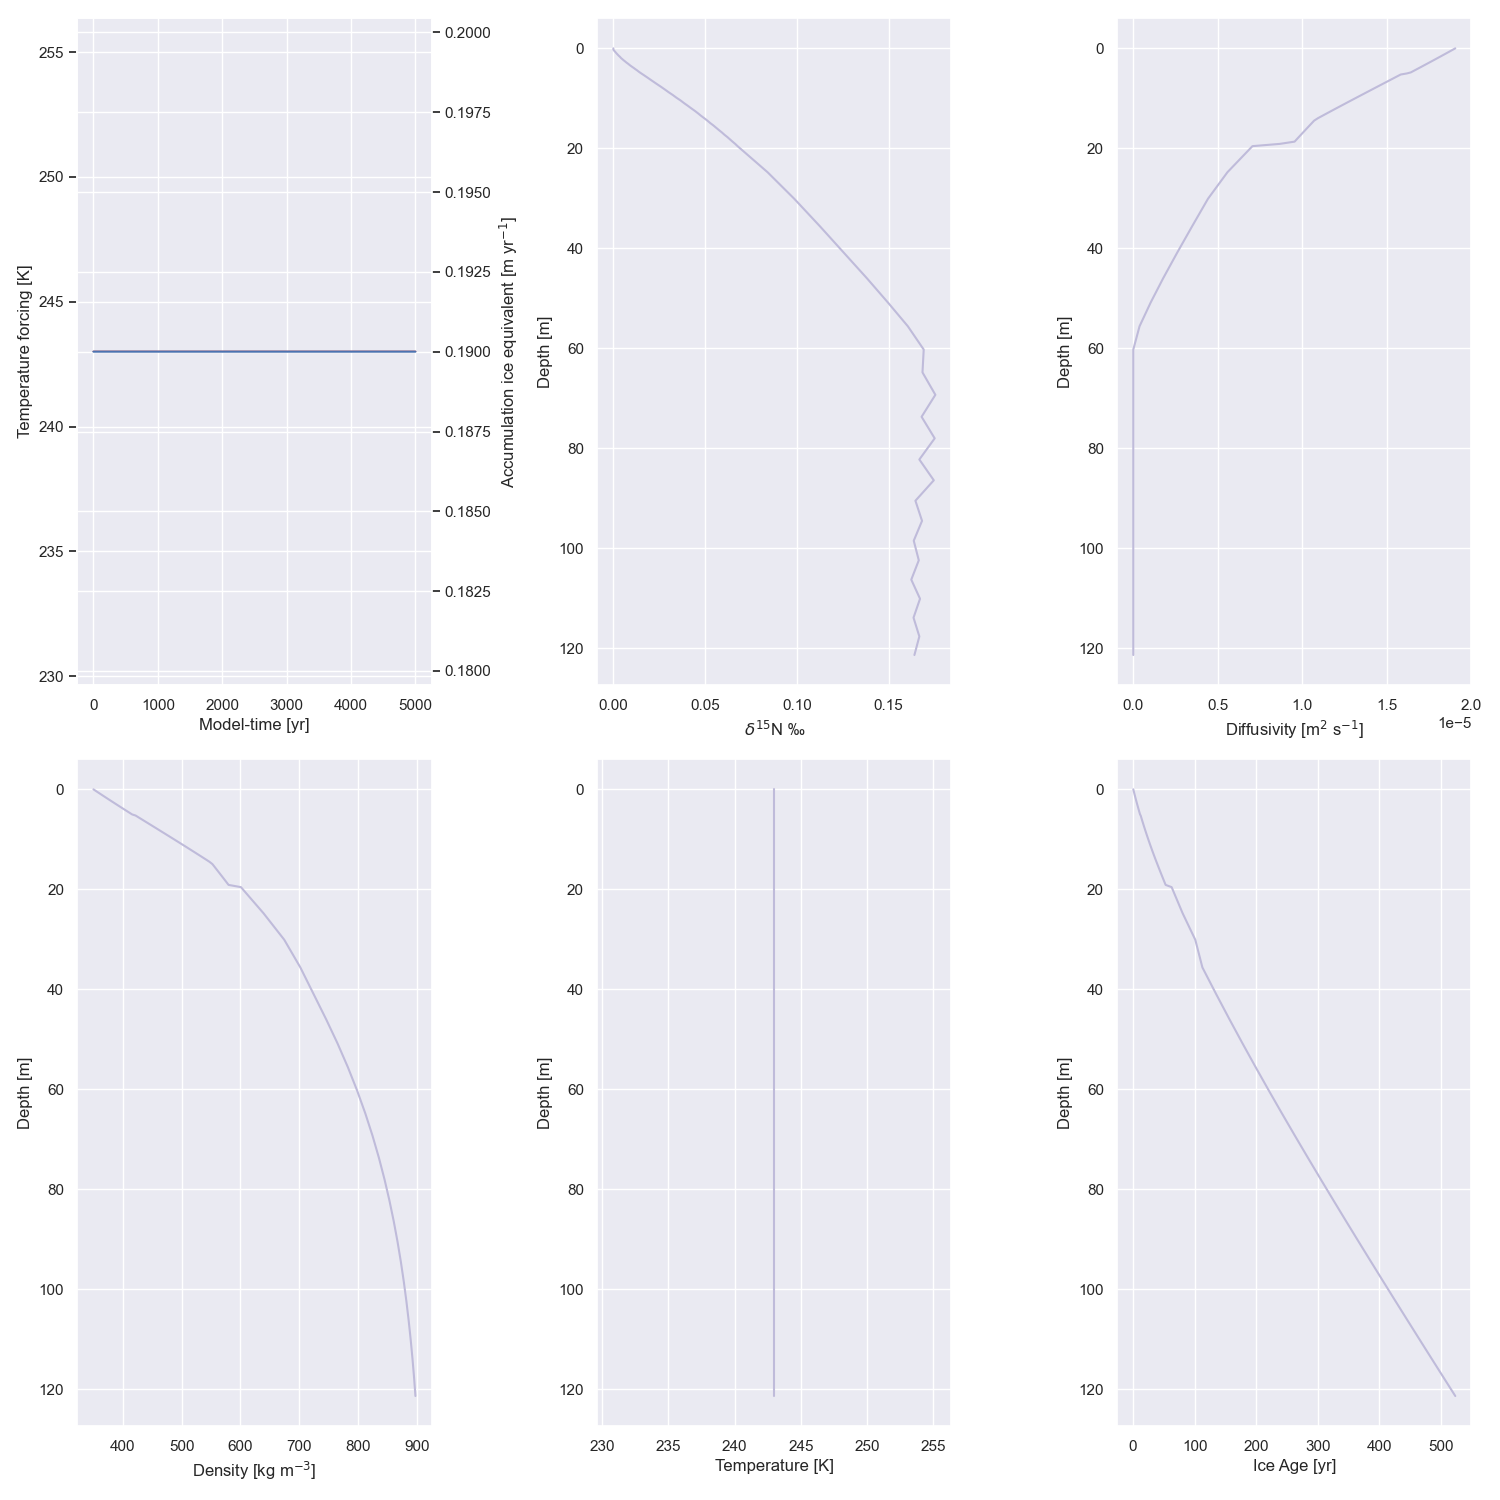 255
250
245
240
235
230
Temperature forcing [K]
0.2000
0.1975
0.1950
0.1925
0.1900
0.1875
0.1850
0.1825
0.1800
Accumulation ice equivalent [m yr⁻¹]
0 1000 2000 3000 4000 5000
Model-time [yr]
0
20
40
60
80
100
120
Depth [m]
0.00 0.05 0.10 0.15
δ¹⁵N ‰
0
20
40
60
80
100
120
Depth [m]
0.0 0.5 1.0 1.5 2.0
1e−5
Diffusivity [m² s⁻¹]
0
20
40
60
80
100
120
Depth [m]
400 500 600 700 800 900
Density [kg m⁻³]
0
20
40
60
80
100
120
Depth [m]
230 235 240 245 250 255
Temperature [K]
0
20
40
60
80
100
120
Depth [m]
0 100 200 300 400 500
Ice Age [yr]